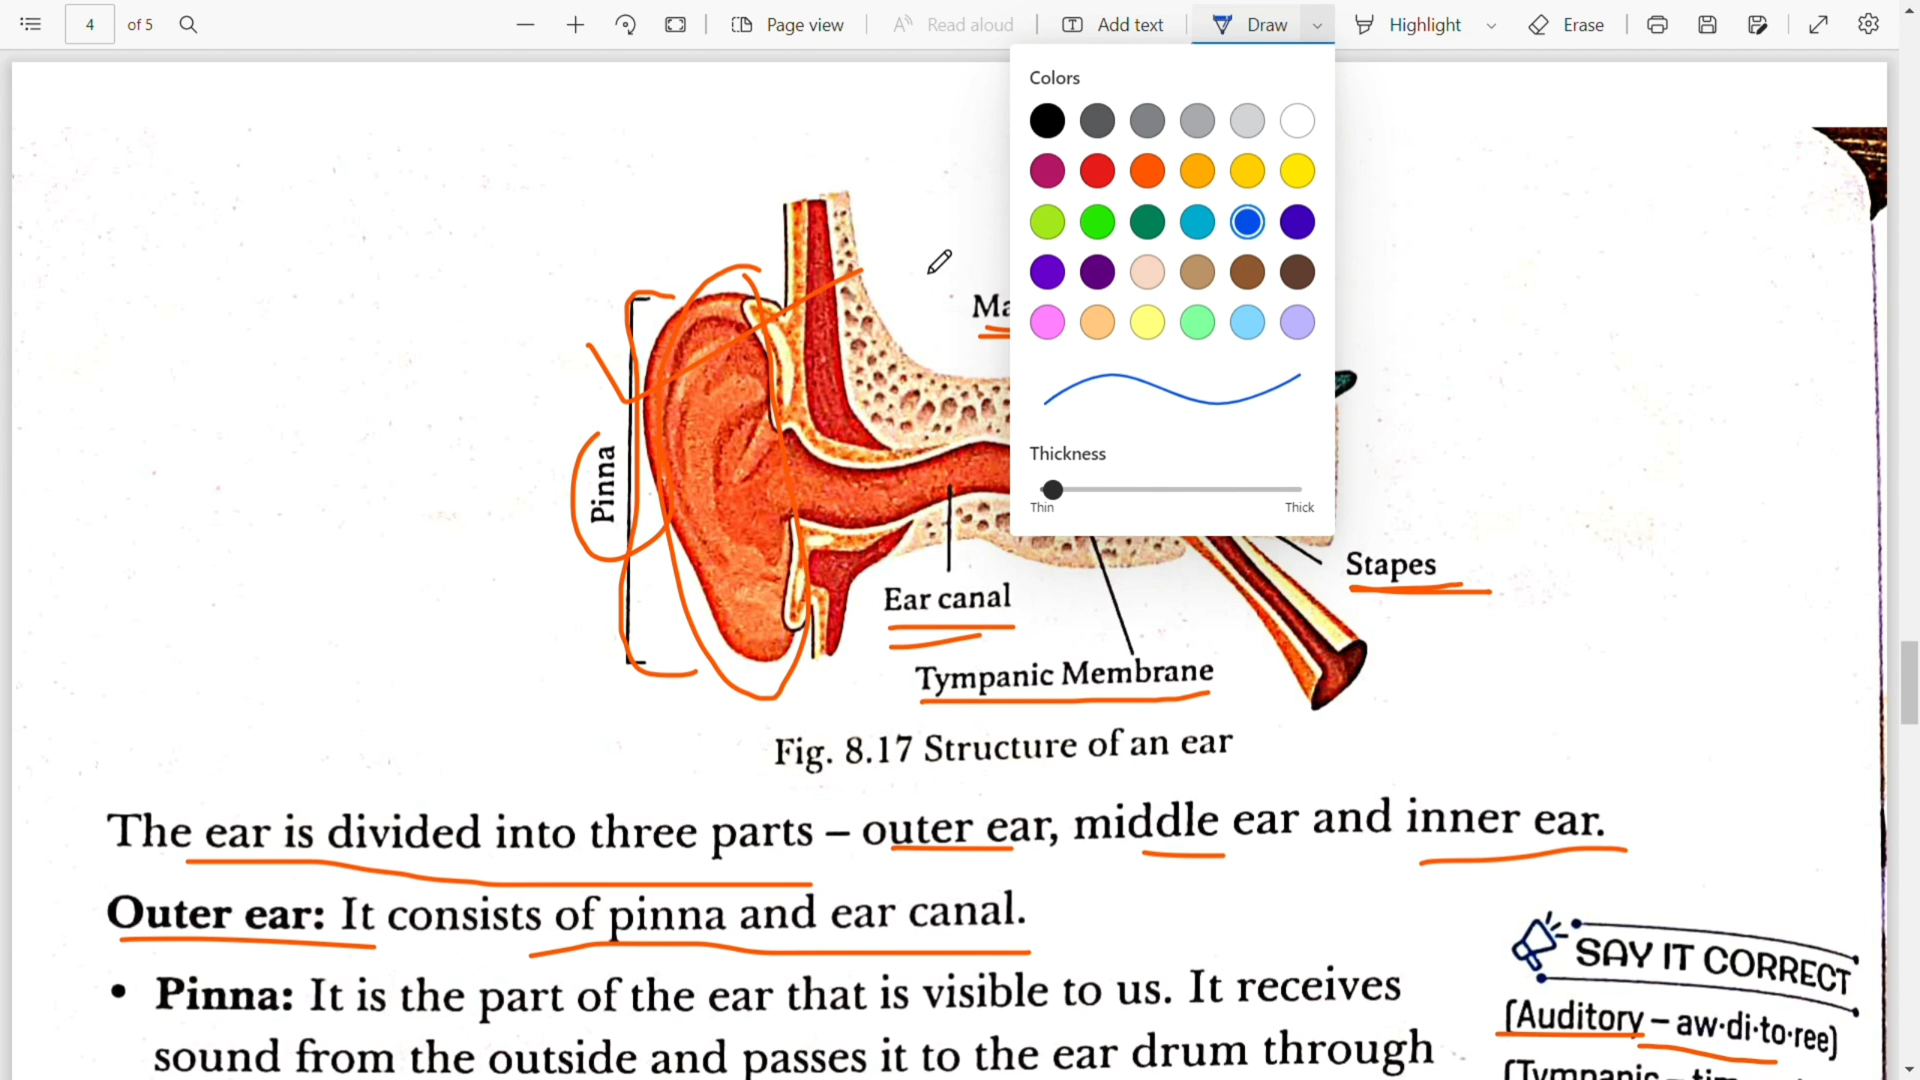 4 of 5 Page view Read aloud Add text Draw Highlight Erase
Colors
Thickness
Thin Thick
Ma
Pinna
Ear canal
Stapes
Tympanic Membrane
Fig. 8.17 Structure of an ear
The ear is divided into three parts – outer ear, middle ear and inner ear.
Outer ear: It consists of pinna and ear canal.
• Pinna: It is the part of the ear that is visible to us. It receives
sound from the outside and passes it to the ear drum through
SAY IT CORRECT
(Auditory – aw·di·to·ree)
(Tympanic –